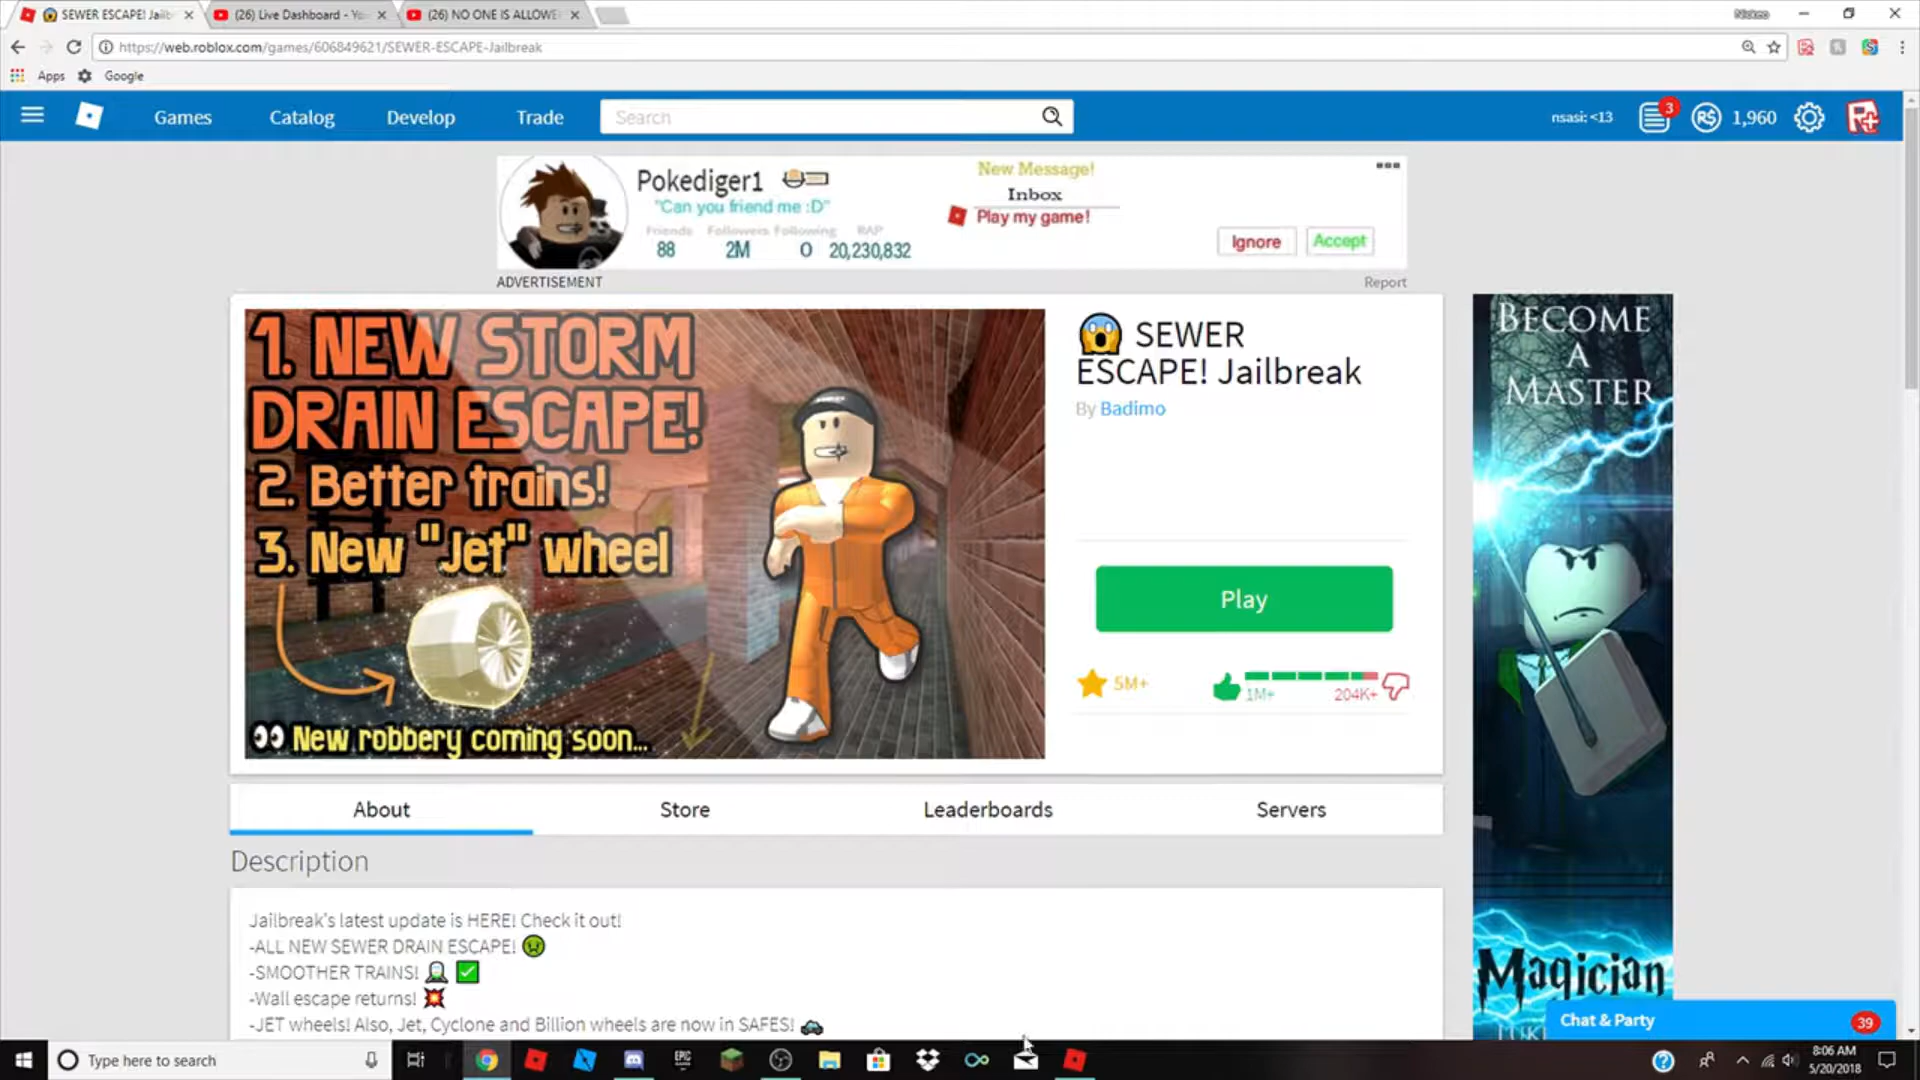 SEWER ESCAPE! Jailb
(26) Live Dashboard - Yo
(26) NO ONE IS ALLOWE
Nickeo
https://web.roblox.com/games/606849621/SEWER-ESCAPE-Jailbreak
Apps
Google
Games
Catalog
Develop
Trade
Search
nsasi: <13
3
R$
1,960
R+
Pokediger1
"Can you friend me :D"
Friends Followers Following RAP
88 2M 0 20,230,832
New Message!
Inbox
Play my game!
Ignore
Accept
ADVERTISEMENT
Report
1. NEW STORM
DRAIN ESCAPE!
2. Better trains!
3. New "Jet" wheel
New robbery coming soon...
SEWER
ESCAPE! Jailbreak
By Badimo
Play
5M+
1M+
204K+
BECOME
A
MASTER
Magician
About
Store
Leaderboards
Servers
Description
Jailbreak's latest update is HERE! Check it out!
-ALL NEW SEWER DRAIN ESCAPE!
-SMOOTHER TRAINS!
-Wall escape returns!
-JET wheels! Also, Jet, Cyclone and Billion wheels are now in SAFES!
Chat & Party
39
Type here to search
EPIC
8:06 AM
5/20/2018